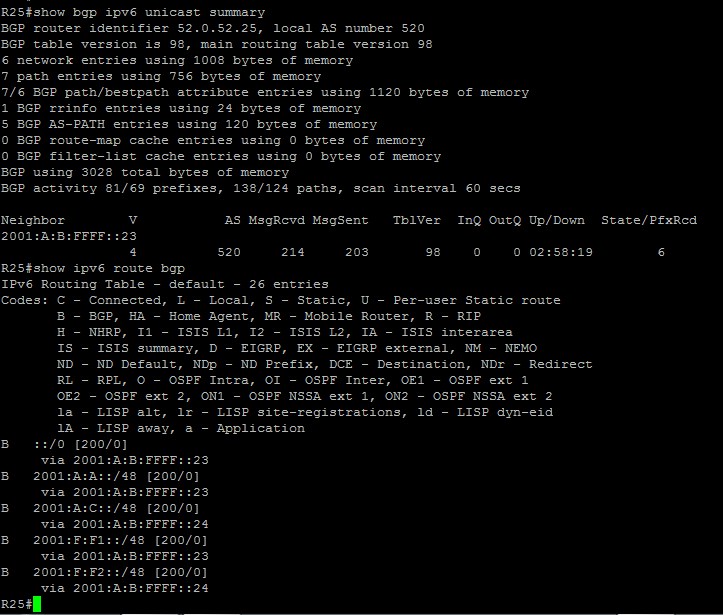 R25#show bgp ipv6 unicast summary
BGP router identifier 52.0.52.25, local AS number 520
BGP table version is 98, main routing table version 98
6 network entries using 1008 bytes of memory
7 path entries using 756 bytes of memory
7/6 BGP path/bestpath attribute entries using 1120 bytes of memory
1 BGP rrinfo entries using 24 bytes of memory
5 BGP AS-PATH entries using 120 bytes of memory
0 BGP route-map cache entries using 0 bytes of memory
0 BGP filter-list cache entries using 0 bytes of memory
BGP using 3028 total bytes of memory
BGP activity 81/69 prefixes, 138/124 paths, scan interval 60 secs
Neighbor        V           AS MsgRcvd MsgSent   TblVer  InQ OutQ Up/Down  State/PfxRcd
2001:A:B:FFFF::23
                4          520     214     203       98    0    0 02:58:19        6
R25#show ipv6 route bgp
IPv6 Routing Table - default - 26 entries
Codes: C - Connected, L - Local, S - Static, U - Per-user Static route
       B - BGP, HA - Home Agent, MR - Mobile Router, R - RIP
       H - NHRP, I1 - ISIS L1, I2 - ISIS L2, IA - ISIS interarea
       IS - ISIS summary, D - EIGRP, EX - EIGRP external, NM - NEMO
       ND - ND Default, NDp - ND Prefix, DCE - Destination, NDr - Redirect
       RL - RPL, O - OSPF Intra, OI - OSPF Inter, OE1 - OSPF ext 1
       OE2 - OSPF ext 2, ON1 - OSPF NSSA ext 1, ON2 - OSPF NSSA ext 2
       la - LISP alt, lr - LISP site-registrations, ld - LISP dyn-eid
       lA - LISP away, a - Application
B   ::/0 [200/0]
     via 2001:A:B:FFFF::23
B   2001:A:A::/48 [200/0]
     via 2001:A:B:FFFF::23
B   2001:A:C::/48 [200/0]
     via 2001:A:B:FFFF::24
B   2001:F:F1::/48 [200/0]
     via 2001:A:B:FFFF::23
B   2001:F:F2::/48 [200/0]
     via 2001:A:B:FFFF::24
R25#